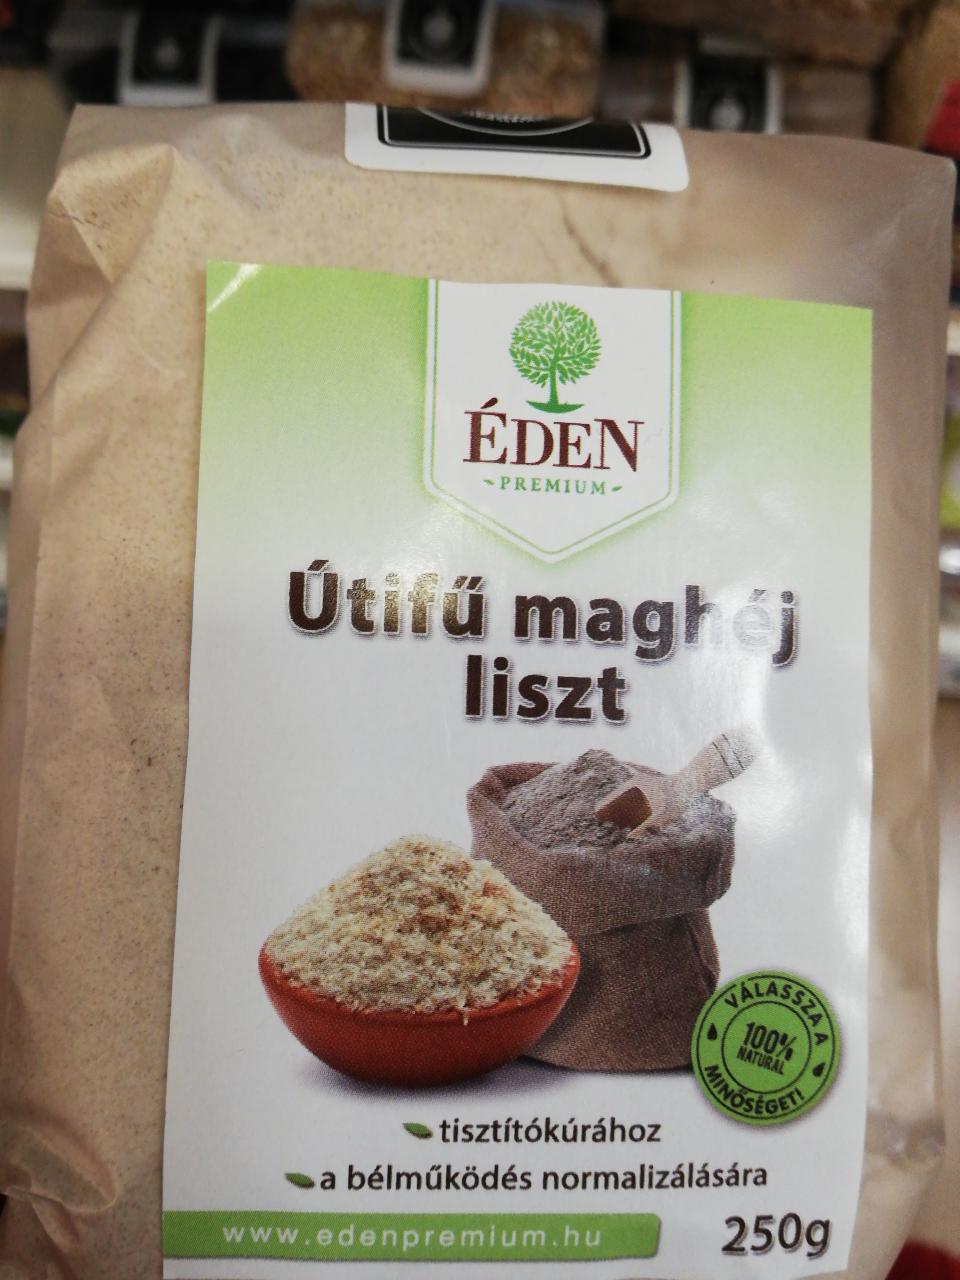 ÉDEN
PREMIUM
Útifű maghéj
liszt
VÁLASSZA A
100%
NATURAL
MINŐSÉGET!
tisztítókúrához
a bélműködés normalizálására
www.edenpremium.hu
250g